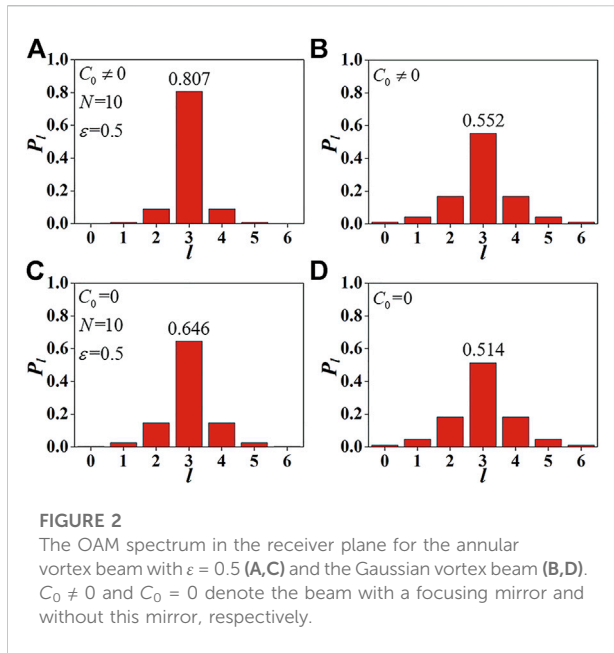 A
1.0
0.8
0.6
0.4
0.2
0.0
P_l
C_0 ≠ 0
N=10
ε=0.5
0.807
0 1 2 3 4 5 6
l
B
1.0
0.8
0.6
0.4
0.2
0.0
P_l
C_0 ≠ 0
0.552
0 1 2 3 4 5 6
l
C
1.0
0.8
0.6
0.4
0.2
0.0
P_l
C_0=0
N=10
ε=0.5
0.646
0 1 2 3 4 5 6
l
D
1.0
0.8
0.6
0.4
0.2
0.0
P_l
C_0=0
0.514
0 1 2 3 4 5 6
l
FIGURE 2
The OAM spectrum in the receiver plane for the annular
vortex beam with ε = 0.5 (A,C) and the Gaussian vortex beam (B,D).
C_0 ≠ 0 and C_0 = 0 denote the beam with a focusing mirror and
without this mirror, respectively.